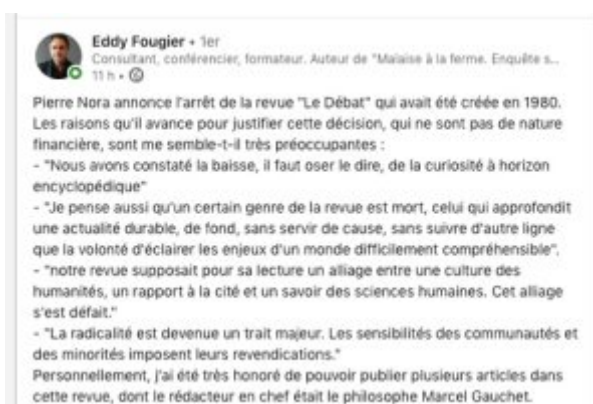 Eddy Fougier • 1er
Consultant, conférencier, formateur. Auteur de "Malaise à la ferme. Enquête s...
11 h •
Pierre Nora annonce l'arrêt de la revue "Le Débat" qui avait été créée en 1980.
Les raisons qu'il avance pour justifier cette décision, qui ne sont pas de nature
financière, sont me semble-t-il très préoccupantes :
- "Nous avons constaté la baisse, il faut oser le dire, de la curiosité à horizon
encyclopédique"
- "Je pense aussi qu'un certain genre de la revue est mort, celui qui approfondit
une actualité durable, de fond, sans servir de cause, sans suivre d'autre ligne
que la volonté d'éclairer les enjeux d'un monde difficilement compréhensible".
- "notre revue supposait pour sa lecture un alliage entre une culture des
humanités, un rapport à la cité et un savoir des sciences humaines. Cet alliage
s'est défait."
- "La radicalité est devenue un trait majeur. Les sensibilités des communautés et
des minorités imposent leurs revendications."
Personnellement, j'ai été très honoré de pouvoir publier plusieurs articles dans
cette revue, dont le rédacteur en chef était le philosophe Marcel Gauchet.